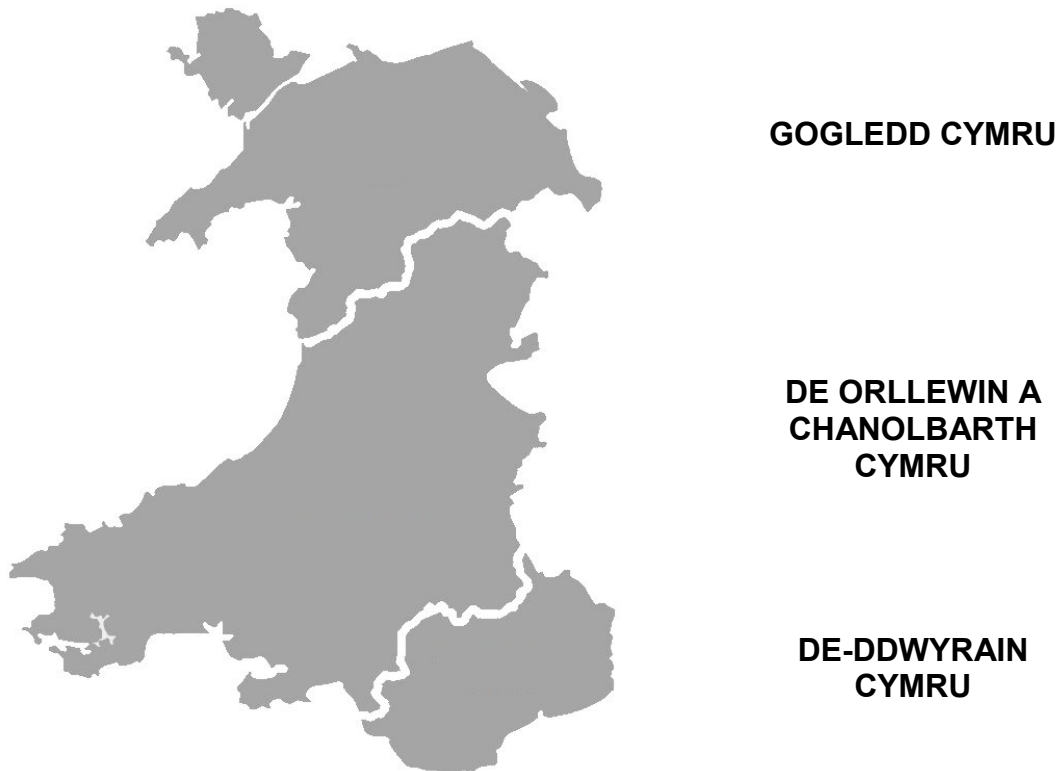 GOGLEDD CYMRU
DE ORLLEWIN A
CHANOLBARTH
CYMRU
DE-DDWYRAIN
CYMRU